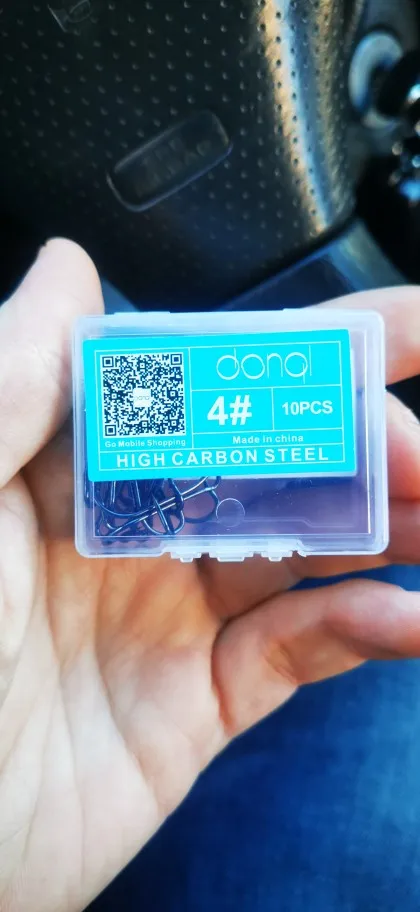 donql
4#
10PCS
Go Mobile Shopping
Made in china
HIGH CARBON STEEL